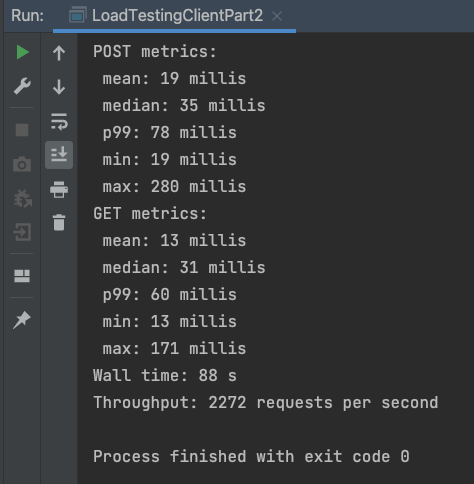 Run: LoadTestingClientPart2
POST metrics:
mean: 19 millis
median: 35 millis
p99: 78 millis
min: 19 millis
max: 280 millis
GET metrics:
mean: 13 millis
median: 31 millis
p99: 60 millis
min: 13 millis
max: 171 millis
Wall time: 88 s
Throughput: 2272 requests per second
Process finished with exit code 0